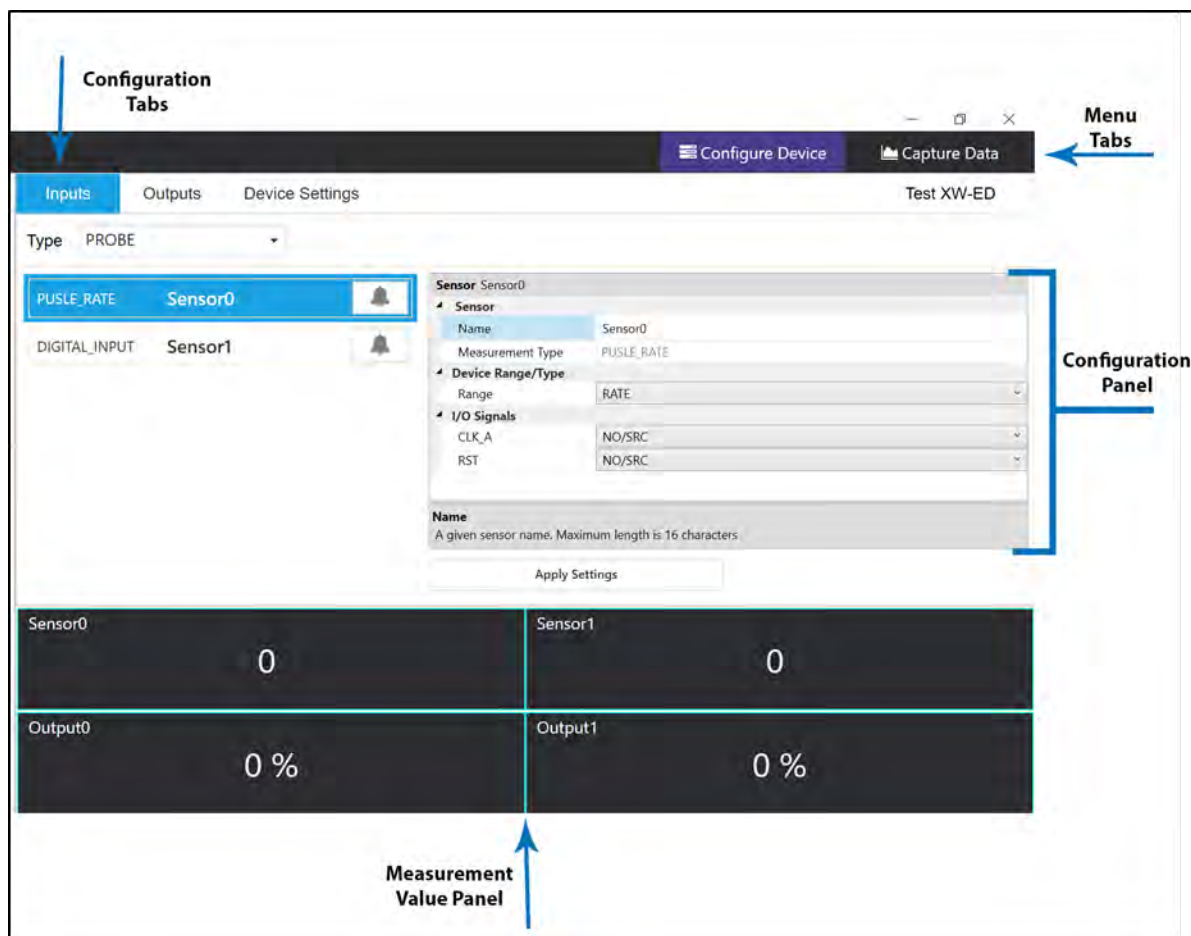 Configuration
Tabs
Menu
Tabs
Configure Device
Capture Data
Inputs
Outputs
Device Settings
Test XW-ED
Type PROBE
PUSLE_RATE Sensor0
DIGITAL_INPUT Sensor1
Sensor Sensor0
Sensor
Name Sensor0
Measurement Type PUSLE_RATE
Device Range/Type
Range RATE
I/O Signals
CLK_A NO/SRC
RST NO/SRC
Name
A given sensor name. Maximum length is 16 characters
Apply Settings
Configuration
Panel
Sensor0
0
Sensor1
0
Output0
0 %
Output1
0 %
Measurement
Value Panel